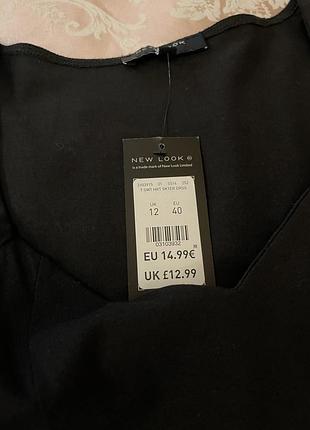 NEW LOOK
NEW LOOK ®
is a trade mark of New Look Limited
UK EU
12 40
03103932
EU 14.99€
UK £12.99